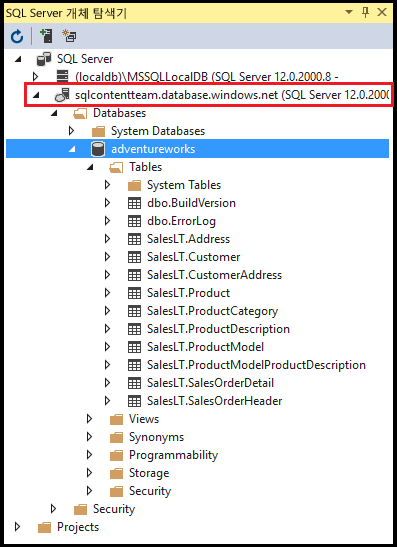 SQL Server 개체 탐색기
SQL Server
(localdb)\MSSQLLocalDB (SQL Server 12.0.2000.8 -
sqlcontentteam.database.windows.net (SQL Server 12.0.2000
Databases
System Databases
adventureworks
Tables
System Tables
dbo.BuildVersion
dbo.ErrorLog
SalesLT.Address
SalesLT.Customer
SalesLT.CustomerAddress
SalesLT.Product
SalesLT.ProductCategory
SalesLT.ProductDescription
SalesLT.ProductModel
SalesLT.ProductModelProductDescription
SalesLT.SalesOrderDetail
SalesLT.SalesOrderHeader
Views
Synonyms
Programmability
Storage
Security
Security
Projects